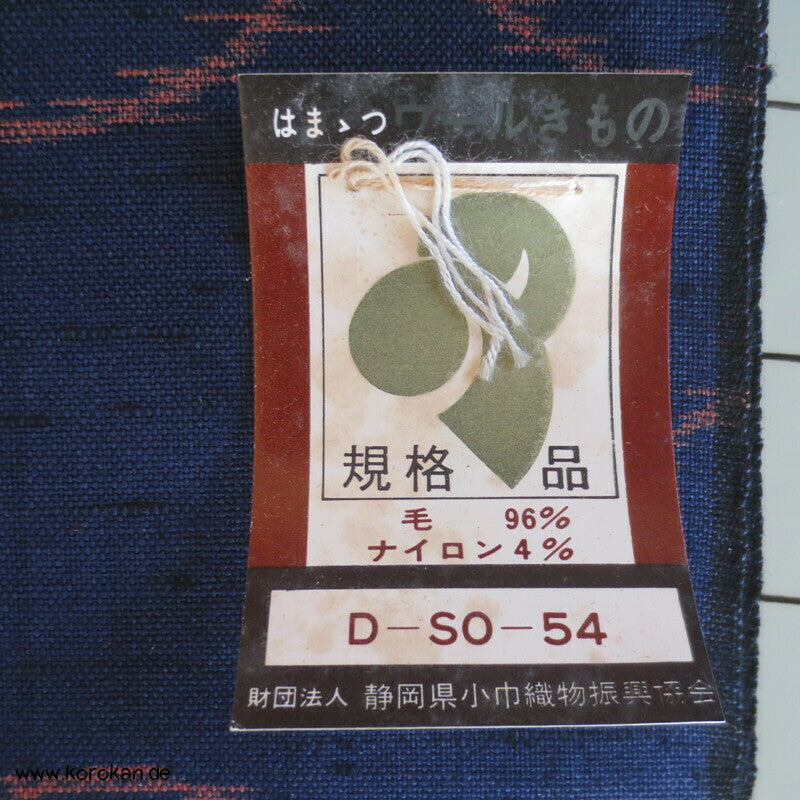 はまゝつウールきもの
規格 品
毛 96%
ナイロン4%
D-SO-54
財団法人 静岡県小巾織物振興協会
www.korokan.de